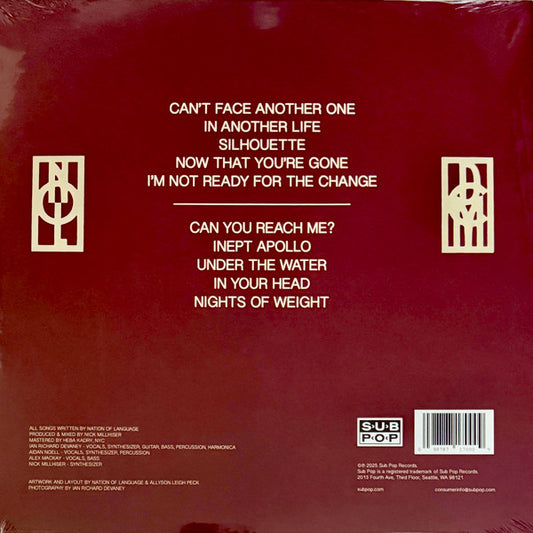 CAN'T FACE ANOTHER ONE
IN ANOTHER LIFE
SILHOUETTE
NOW THAT YOU'RE GONE
I'M NOT READY FOR THE CHANGE
CAN YOU REACH ME?
INEPT APOLLO
UNDER THE WATER
IN YOUR HEAD
NIGHTS OF WEIGHT
ALL SONGS WRITTEN BY NATION OF LANGUAGE
PRODUCED & MIXED BY NICK MILLHISER
MASTERED BY HEBA KADRY, NYC
IAN RICHARD DEVANEY - VOCALS, SYNTHESIZER, GUITAR, BASS, PERCUSSION, HARMONICA
AIDAN NOELL - VOCALS, SYNTHESIZER, PERCUSSION
ALEX MACKAY - VOCALS, BASS
NICK MILLHISER - SYNTHESIZER
ARTWORK AND LAYOUT BY NATION OF LANGUAGE & ALLYSON LEIGH PECK
PHOTOGRAPHY BY IAN RICHARD DEVANEY
SUB
POP
℗© 2025 Sub Pop Records.
Sub Pop is a registered trademark of Sub Pop Records.
2013 Fourth Ave, Third Floor, Seattle, WA 98121
subpop.com consumerinfo@subpop.com